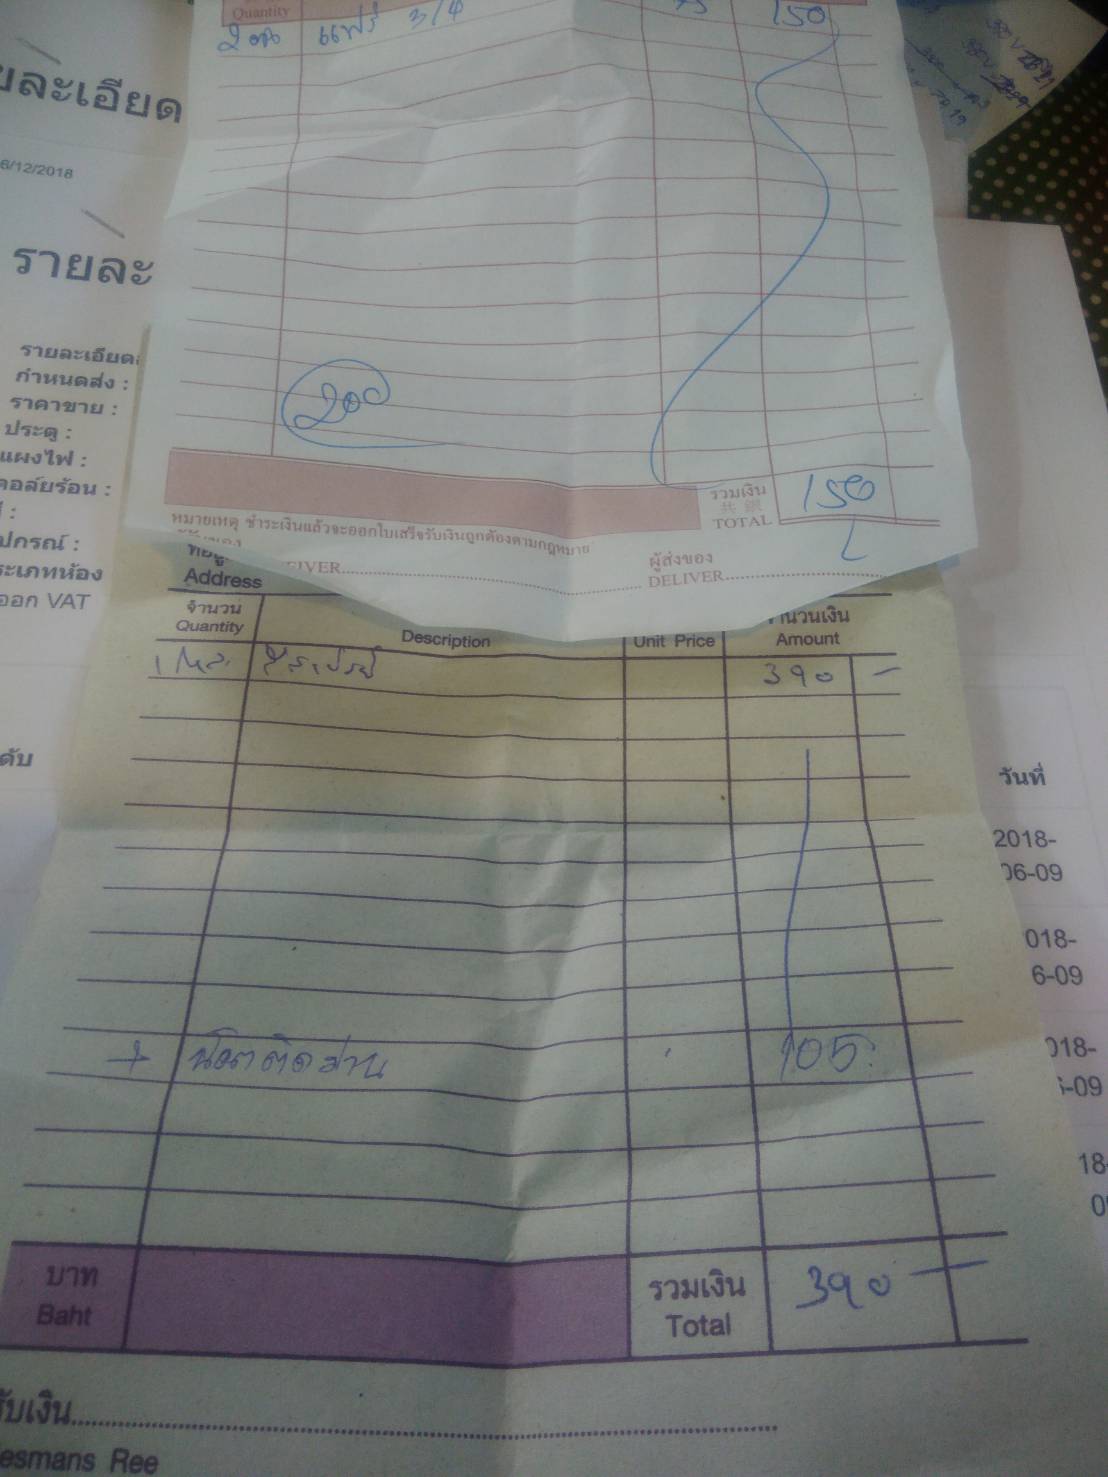 Quantity
แฟร์ 3/4 75 150
ยละเอียด
6/12/2018
รายละ
รายละเอียด
กำหนดส่ง :
ราคาขาย :
ประตู :
แผงไฟ :
คอล์ยร้อน :
:
ปกรณ์ :
ระเภทห้อง
ออก VAT
200
รวมเงิน
共 銀
TOTAL
150
หมายเหตุ ชำระเงินแล้วจะออกใบเสร็จรับเงินถูกต้องตามกฎหมาย
ผู้ส่งของ
EIVER
DELIVER
ที่อยู่
Address
จำนวน
Quantity
Description
Unit Price
จำนวนเงิน
Amount
390 –
+ น๊อตติดม่าน 105.
ดับ
วันที่
2018-
06-09
018-
6-09
018-
6-09
18-
บาท
Baht
รวมเงิน
Total
390 –
รับเงิน
esmans Ree